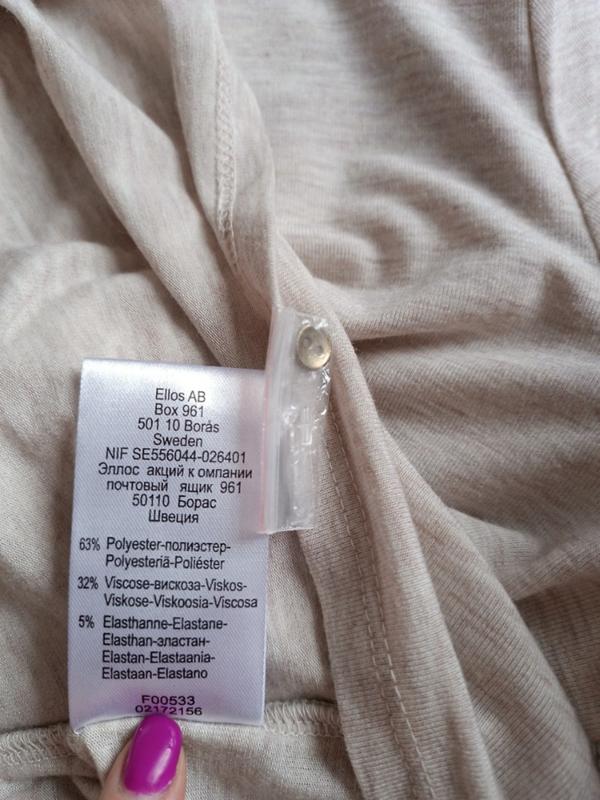 Ellos AB
Box 961
501 10 Borås
Sweden
NIF SE556044-026401
Эллос акций к омпании
почтовый ящик 961
50110 Борас
Швеция
63% Polyester-полиэстер-
Polyesteriä-Poliéster
32% Viscose-вискоза-Viskos-
Viskose-Viskoosia-Viscosa
5% Elasthanne-Elastane-
Elasthan-эластан-
Elastan-Elastaania-
Elastaan-Elastano
F00533
02172156